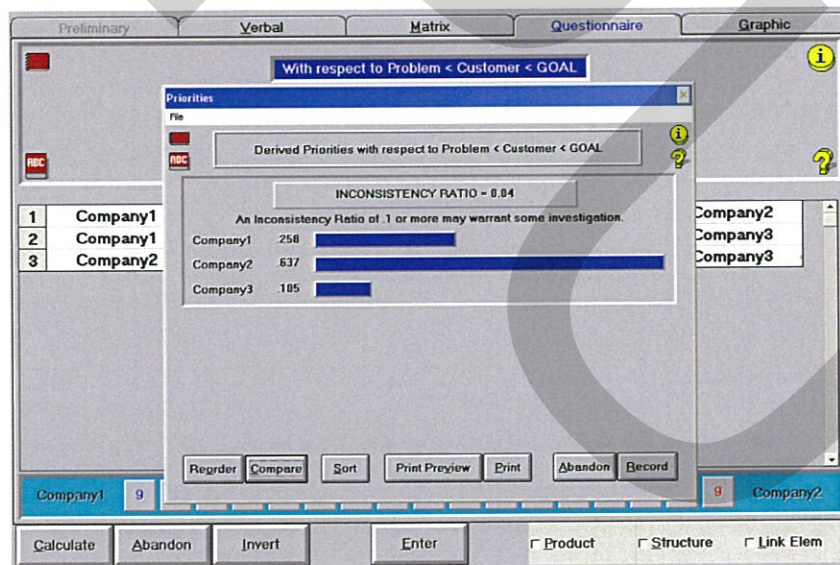 Preliminary Verbal Matrix Questionnaire Graphic
With respect to Problem < Customer < GOAL
Priorities
File
Derived Priorities with respect to Problem < Customer < GOAL
ABC
ABC
INCONSISTENCY RATIO = 0.04
An Inconsistency Ratio of .1 or more may warrant some investigation.
1 Company1 Company2
2 Company1 Company3
3 Company2 Company3
Company1 .258
Company2 .637
Company3 .105
Reorder Compare Sort Print Preview Print Abandon Record
Company1 9 9 Company2
Calculate Abandon Invert Enter Product Structure Link Elem